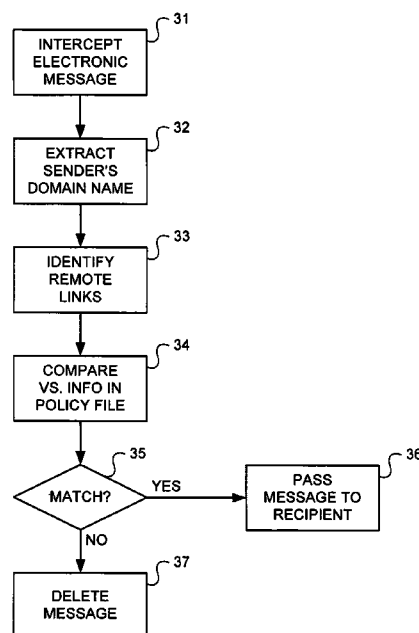 31
INTERCEPT
ELECTRONIC
MESSAGE
32
EXTRACT
SENDER'S
DOMAIN NAME
33
IDENTIFY
REMOTE
LINKS
34
COMPARE
VS. INFO IN
POLICY FILE
35
MATCH?
YES
36
PASS
MESSAGE TO
RECIPIENT
NO
37
DELETE
MESSAGE